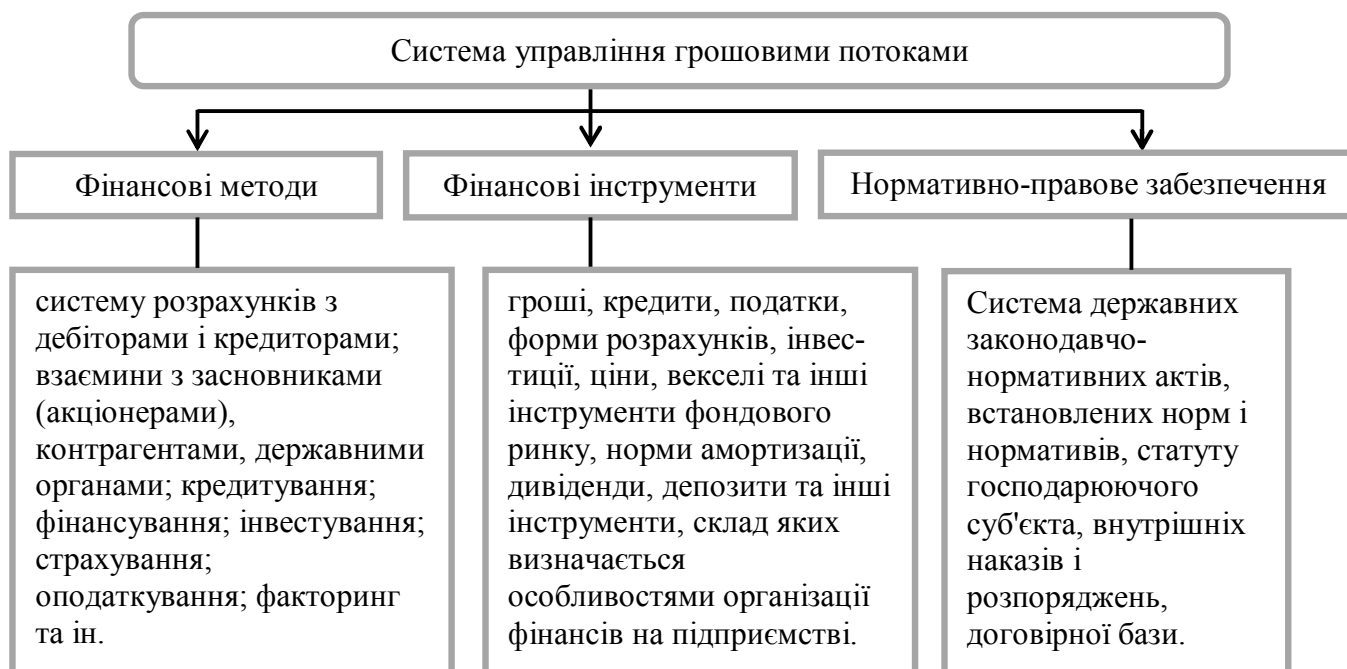 Система управління грошовими потоками
Фінансові методи
Фінансові інструменти
Нормативно-правове забезпечення
систему розрахунків з
дебіторами і кредиторами;
взаємини з засновниками
(акціонерами),
контрагентами, державними
органами; кредитування;
фінансування; інвестування;
страхування;
оподаткування; факторинг
та ін.
гроші, кредити, податки,
форми розрахунків, інвес-
тиції, ціни, векселі та інші
інструменти фондового
ринку, норми амортизації,
дивіденди, депозити та інші
інструменти, склад яких
визначається
особливостями організації
фінансів на підприємстві.
Система державних
законодавчо-
нормативних актів,
встановлених норм і
нормативів, статуту
господарюючого
суб'єкта, внутрішніх
наказів і
розпоряджень,
договірної бази.